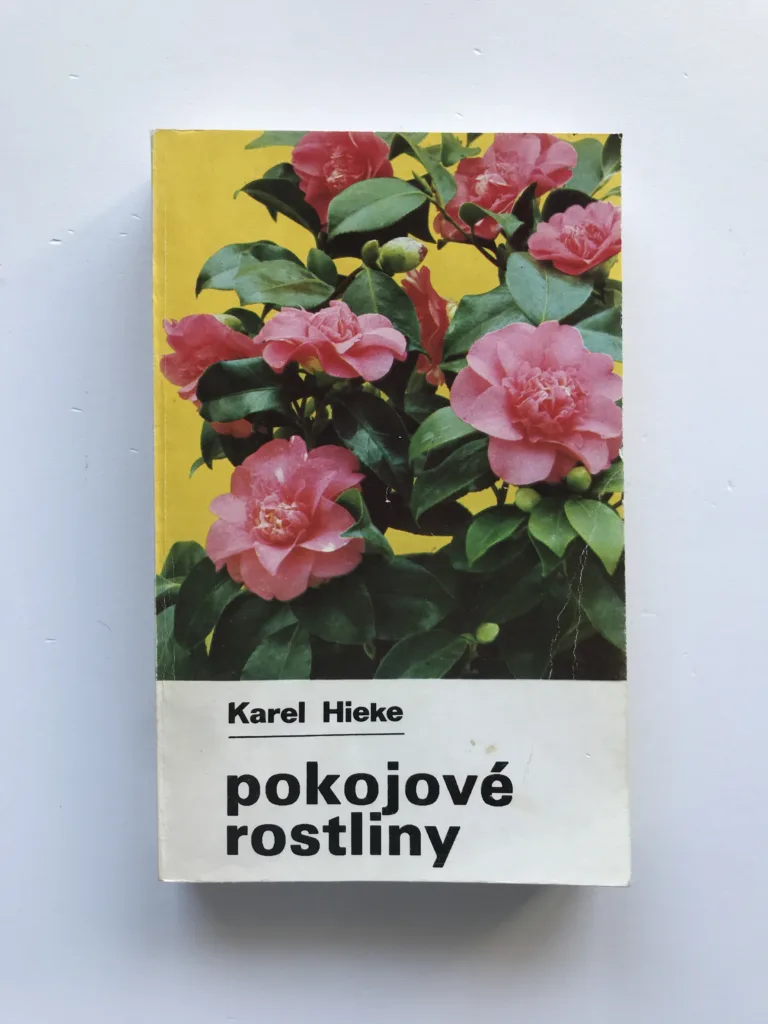 Karel Hieke
pokojové
rostliny